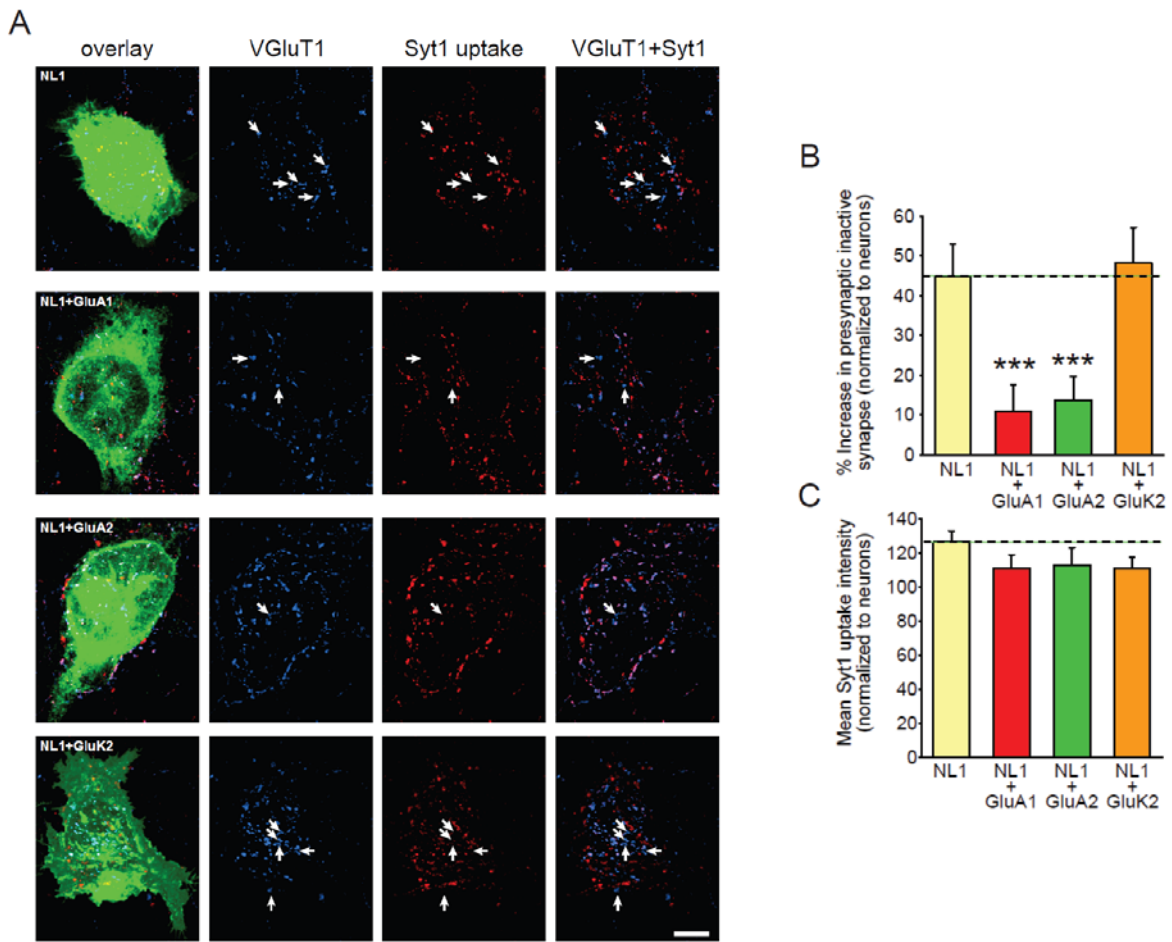 A
overlay VGluT1 Syt1 uptake VGluT1+Syt1
NL1
NL1+GluA1
NL1+GluA2
NL1+GluK2
B
% Increase in presynaptic inactive
synapse (normalized to neurons)
60
50
40
30
20
10
0
*** ***
NL1 NL1 NL1 NL1
+ + +
GluA1 GluA2 GluK2
C
Mean Syt1 uptake intensity
(normalized to neurons)
140
120
100
80
60
40
20
0
NL1 NL1 NL1 NL1
+ + +
GluA1 GluA2 GluK2